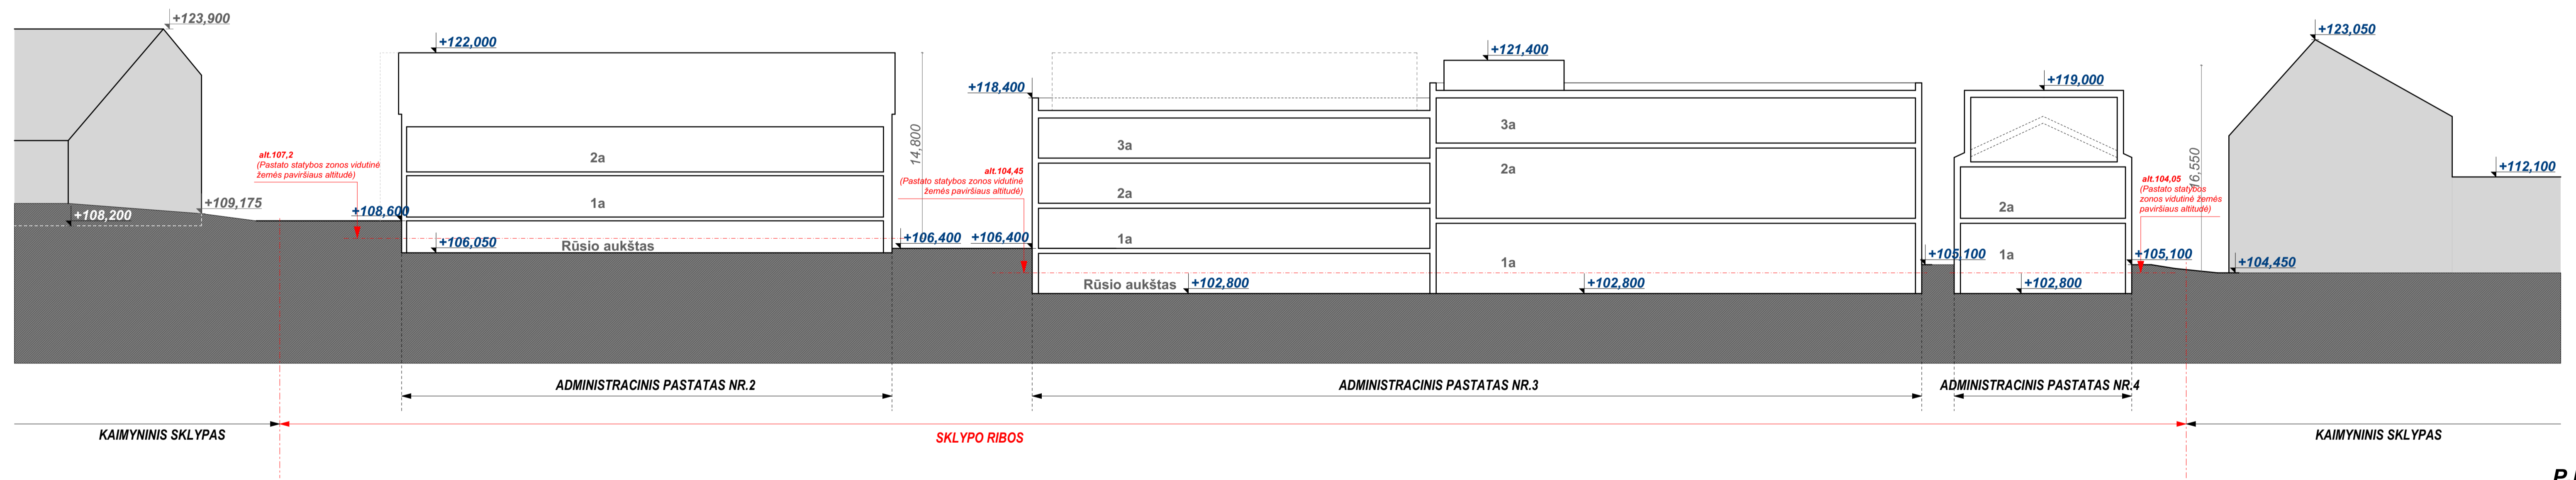 +123,900
+122,000
+121,400
+123,050
+118,400
+119,000
14,800
16,550
3a
3a
3a
2a
2a
2a
2a
1a
1a
1a
1a
alt.107,2
(Pastato statybos zonos vidutinė
žemės paviršiaus altitudė)
alt.104,45
(Pastato statybos zonos vidutinė
žemės paviršiaus altitudė)
alt.104,05
(Pastato statybos
zonos vidutinė žemės
paviršiaus altitudė)
+112,100
+109,175
+108,200
+108,600
+106,050
Rūsio aukštas
+106,400
+106,400
Rūsio aukštas
+102,800
+102,800
+105,100
+102,800
+105,100
+104,450
ADMINISTRACINIS PASTATAS NR.2
ADMINISTRACINIS PASTATAS NR.3
ADMINISTRACINIS PASTATAS NR.4
KAIMYNINIS SKLYPAS
SKLYPO RIBOS
KAIMYNINIS SKLYPAS